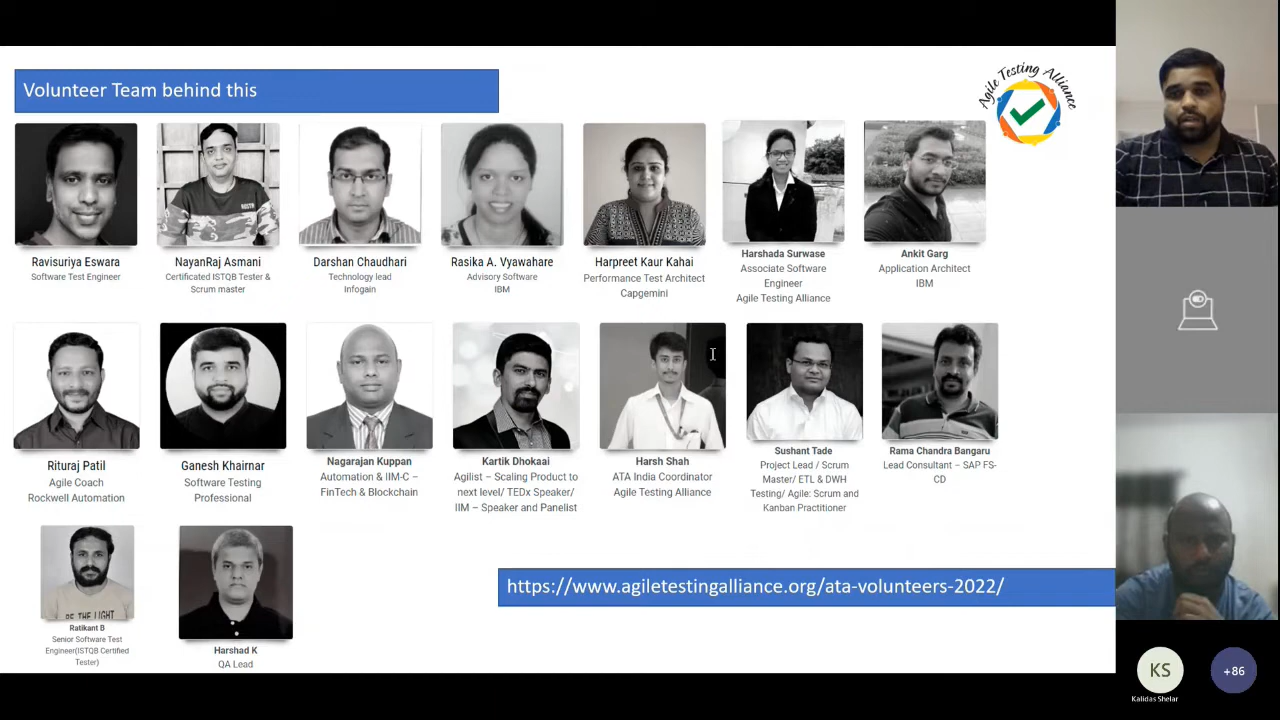 Volunteer Team behind this
Agile Testing Alliance
Ravisuriya Eswara
Software Test Engineer
NayanRaj Asmani
Certificated ISTQB Tester &
Scrum master
ROSTR
Darshan Chaudhari
Technology lead
Infogain
Rasika A. Vyawahare
Advisory Software
IBM
Harpreet Kaur Kahai
Performance Test Architect
Capgemini
Harshada Surwase
Associate Software
Engineer
Agile Testing Alliance
Ankit Garg
Application Architect
IBM
Rituraj Patil
Agile Coach
Rockwell Automation
Ganesh Khairnar
Software Testing
Professional
Nagarajan Kuppan
Automation & IIM-C –
FinTech & Blockchain
Kartik Dhokaai
Agilist – Scaling Product to
next level/ TEDx Speaker/
IIM – Speaker and Panelist
Harsh Shah
ATA India Coordinator
Agile Testing Alliance
Sushant Tade
Project Lead / Scrum
Master/ ETL & DWH
Testing/ Agile: Scrum and
Kanban Practitioner
Rama Chandra Bangaru
Lead Consultant – SAP FS-
CD
BE THE LIGHT
Ratikant B
Senior Software Test
Engineer(ISTQB Certified
Tester)
Harshad K
QA Lead
https://www.agiletestingalliance.org/ata-volunteers-2022/
KS
Kalidas Shelar
+86